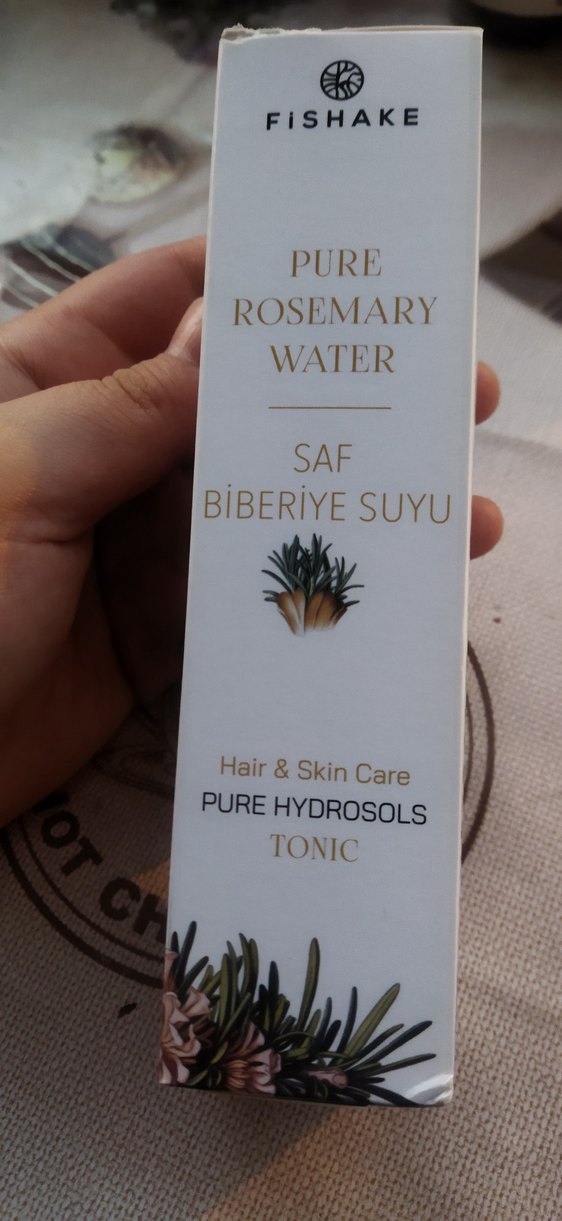 FiSHAKE
PURE
ROSEMARY
WATER
SAF
BİBERİYE SUYU
Hair & Skin Care
PURE HYDROSOLS
TONIC